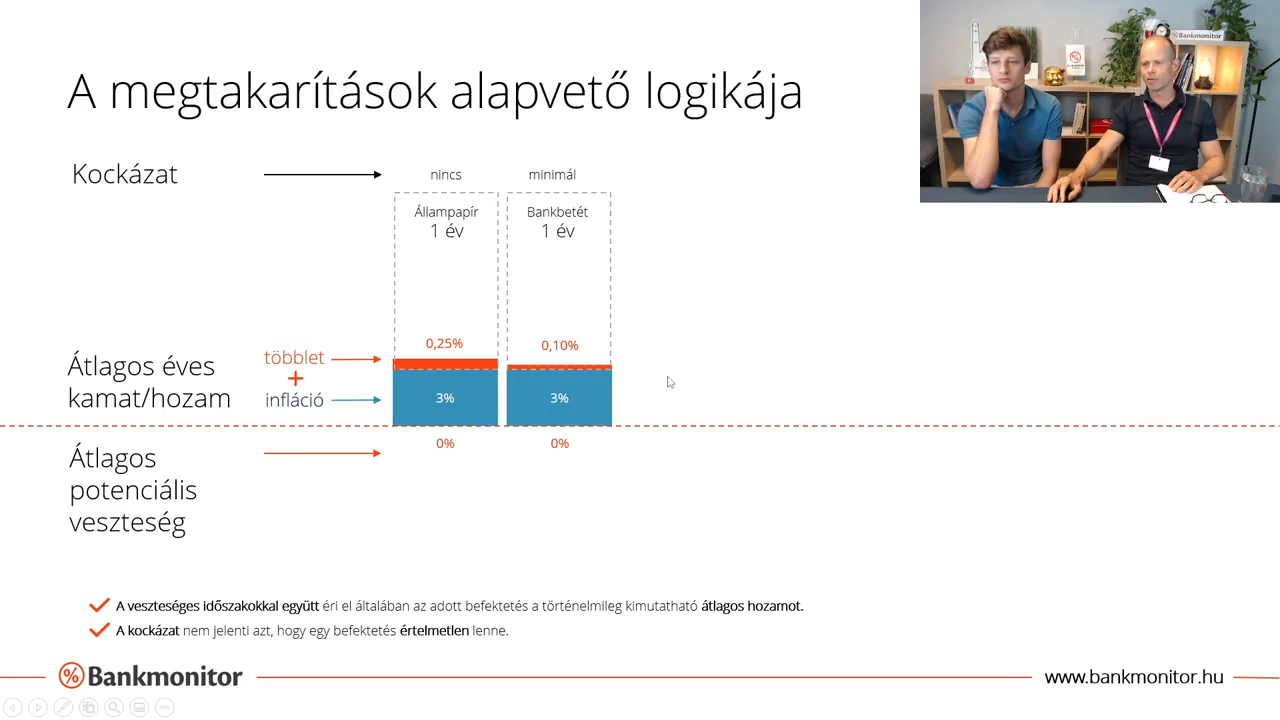 A megtakarítások alapvető logikája
Kockázat
nincs
minimál
Állampapír
1 év
Bankbetét
1 év
0,25%
0,10%
Átlagos éves
kamat/hozam
többlet
+
infláció
3%
3%
0%
0%
Átlagos
potenciális
veszteség
A veszteséges időszakokkal együtt éri el általában az adott befektetés a történelmileg kimutatható átlagos hozamot.
A kockázat nem jelenti azt, hogy egy befektetés értelmetlen lenne.
% Bankmonitor
www.bankmonitor.hu
Bankmonitor